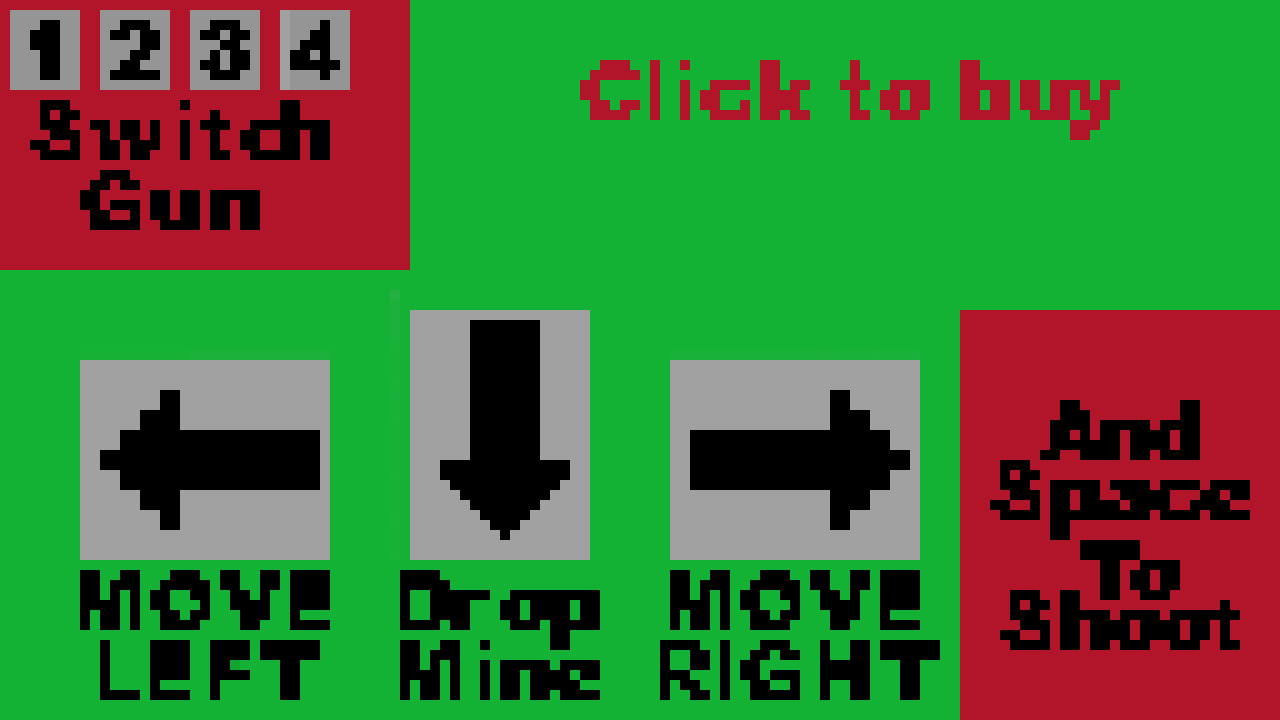 1 2 3 4
Switch
Gun
Click to buy
MOVE
LEFT
Drop
Mine
MOVE
RIGHT
And
Space
To
Shoot